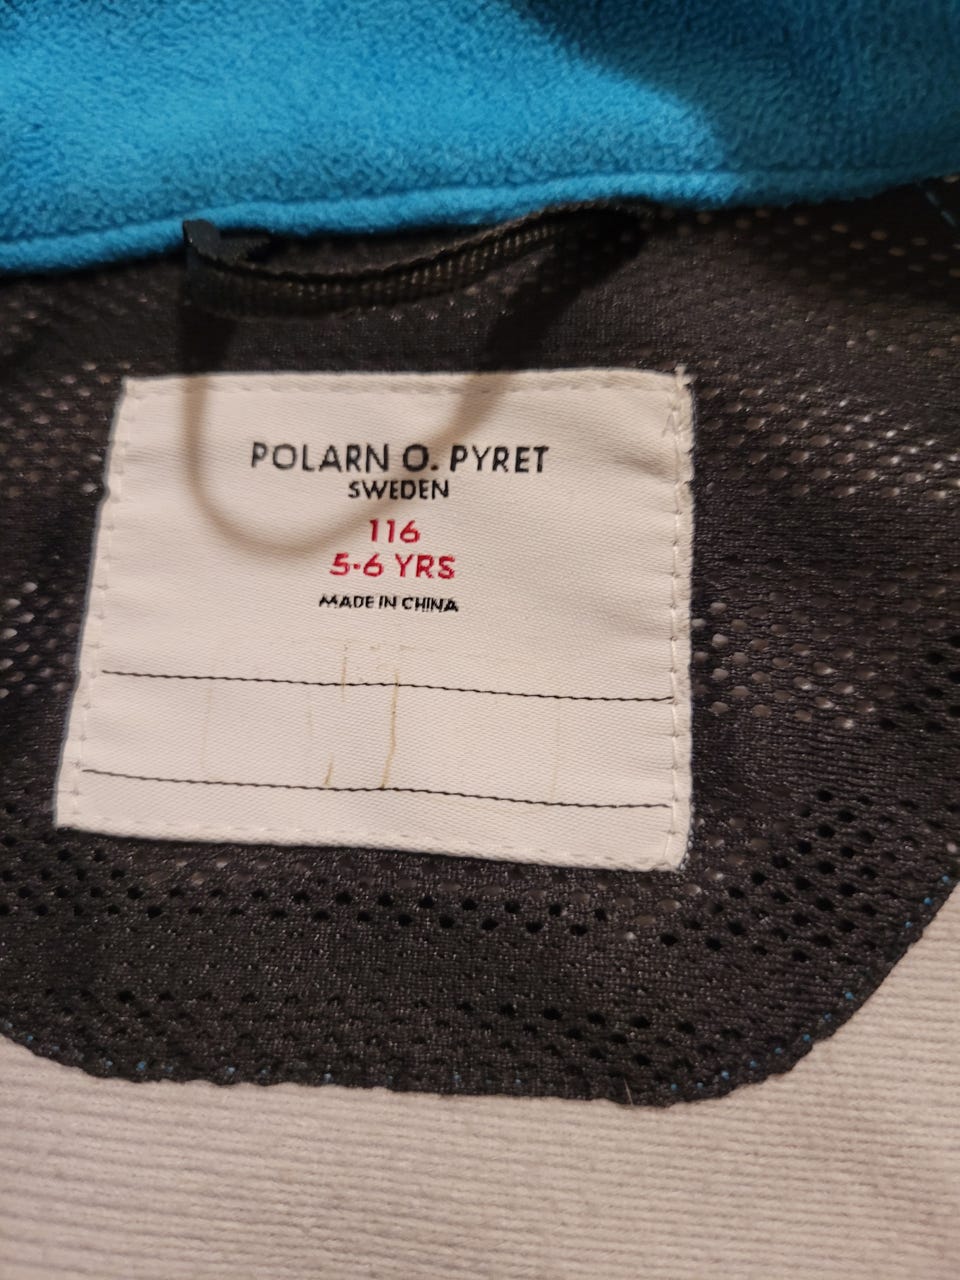 POLARN O. PYRET
SWEDEN
116
5-6 YRS
MADE IN CHINA